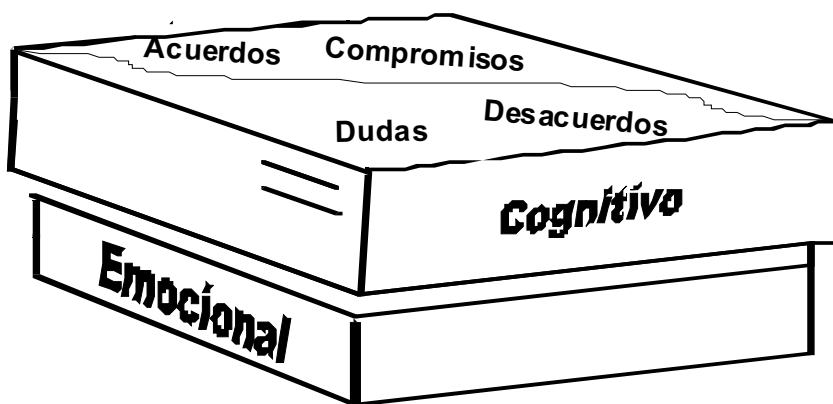 Acuerdos Compromisos
Dudas Desacuerdos
Cognitivo
Emocional